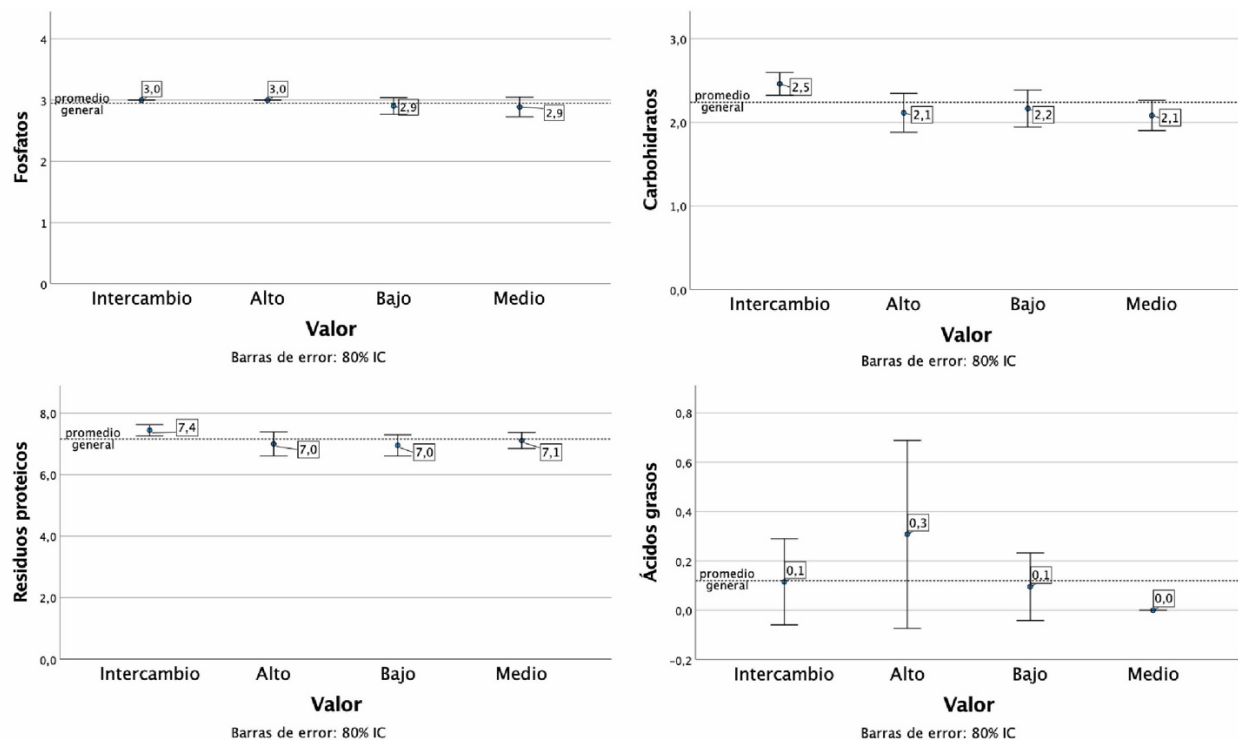 Fosfatos
4
3
2
1
0
promedio
general
3,0
3,0
2,9
2,9
Intercambio Alto Bajo Medio
Valor
Barras de error: 80% IC
Carbohidratos
3,0
2,0
1,0
0,0
promedio
general
2,5
2,1
2,2
2,1
Intercambio Alto Bajo Medio
Valor
Barras de error: 80% IC
Residuos proteicos
8,0
6,0
4,0
2,0
0,0
promedio
general
7,4
7,0
7,0
7,1
Intercambio Alto Bajo Medio
Valor
Barras de error: 80% IC
Ácidos grasos
0,8
0,6
0,4
0,2
0,0
-0,2
promedio
general
0,1
0,3
0,1
0,0
Intercambio Alto Bajo Medio
Valor
Barras de error: 80% IC